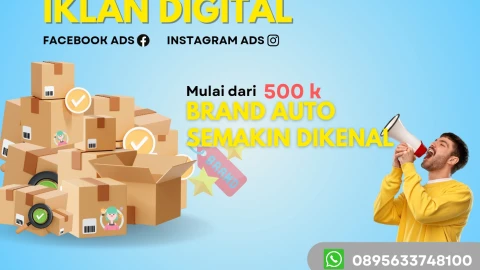 IKLAN DIGITAL
FACEBOOK ADS INSTAGRAM ADS
Mulai dari 500 k
BRAND AUTO
SEMAKIN DIKENAL
0895633748100